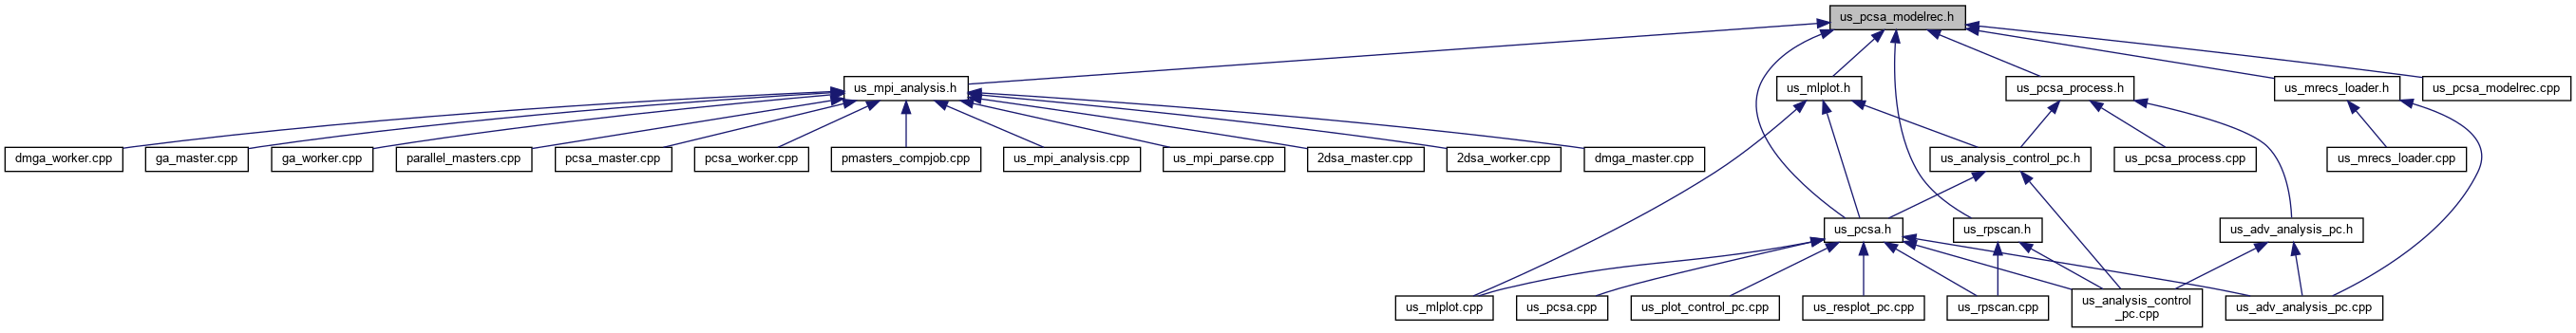 us_pcsa_modelrec.h
us_mpi_analysis.h
us_mlplot.h
us_pcsa_process.h
us_mrecs_loader.h
us_pcsa_modelrec.cpp
dmga_worker.cpp
ga_master.cpp
ga_worker.cpp
parallel_masters.cpp
pcsa_master.cpp
pcsa_worker.cpp
pmasters_compjob.cpp
us_mpi_analysis.cpp
us_mpi_parse.cpp
2dsa_master.cpp
2dsa_worker.cpp
dmga_master.cpp
us_analysis_control_pc.h
us_pcsa_process.cpp
us_mrecs_loader.cpp
us_pcsa.h
us_rpscan.h
us_adv_analysis_pc.h
us_mlplot.cpp
us_pcsa.cpp
us_plot_control_pc.cpp
us_resplot_pc.cpp
us_rpscan.cpp
us_analysis_control
_pc.cpp
us_adv_analysis_pc.cpp